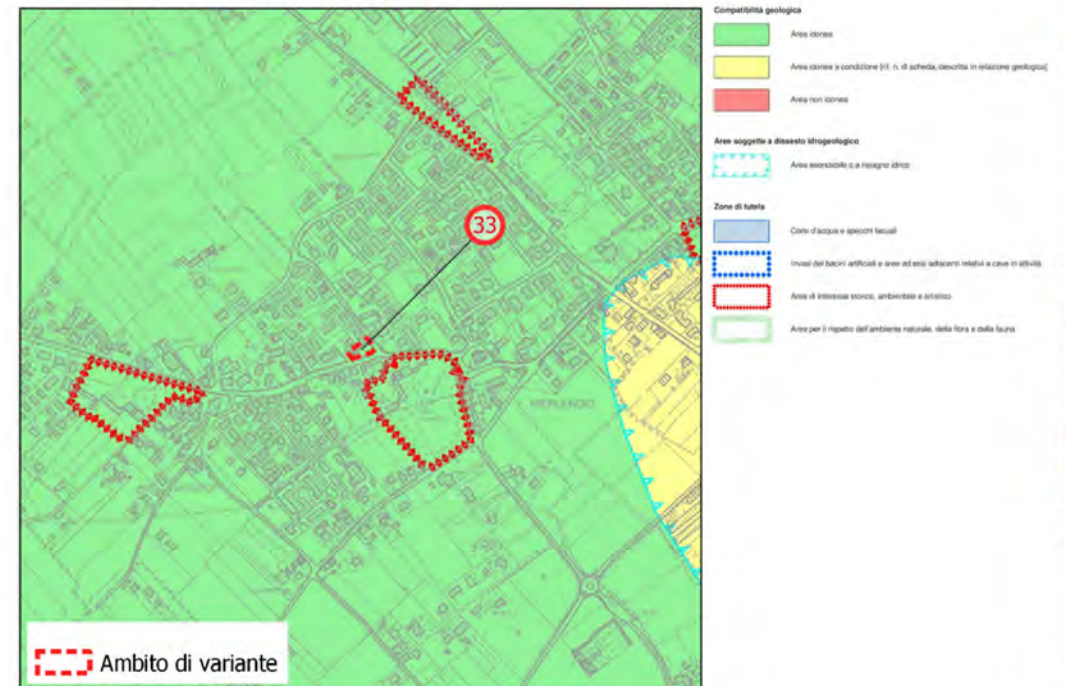 Compatibilità geologica
Area idonea
Area idonea a condizione [rif. n. di scheda, descritta in relazione geologica]
Area non idonea
Aree soggette a dissesto idrogeologico
Area esondabile o a ristagno idrico
Zone di tutela
Corsi d'acqua e specchi lacuali
Invasi dei bacini artificiali e aree ad essi adiacenti relativi a cave in attività
Aree di interesse storico, ambientale e artistico
Aree per il rispetto dell'ambiente naturale, della flora e della fauna
33
Ambito di variante